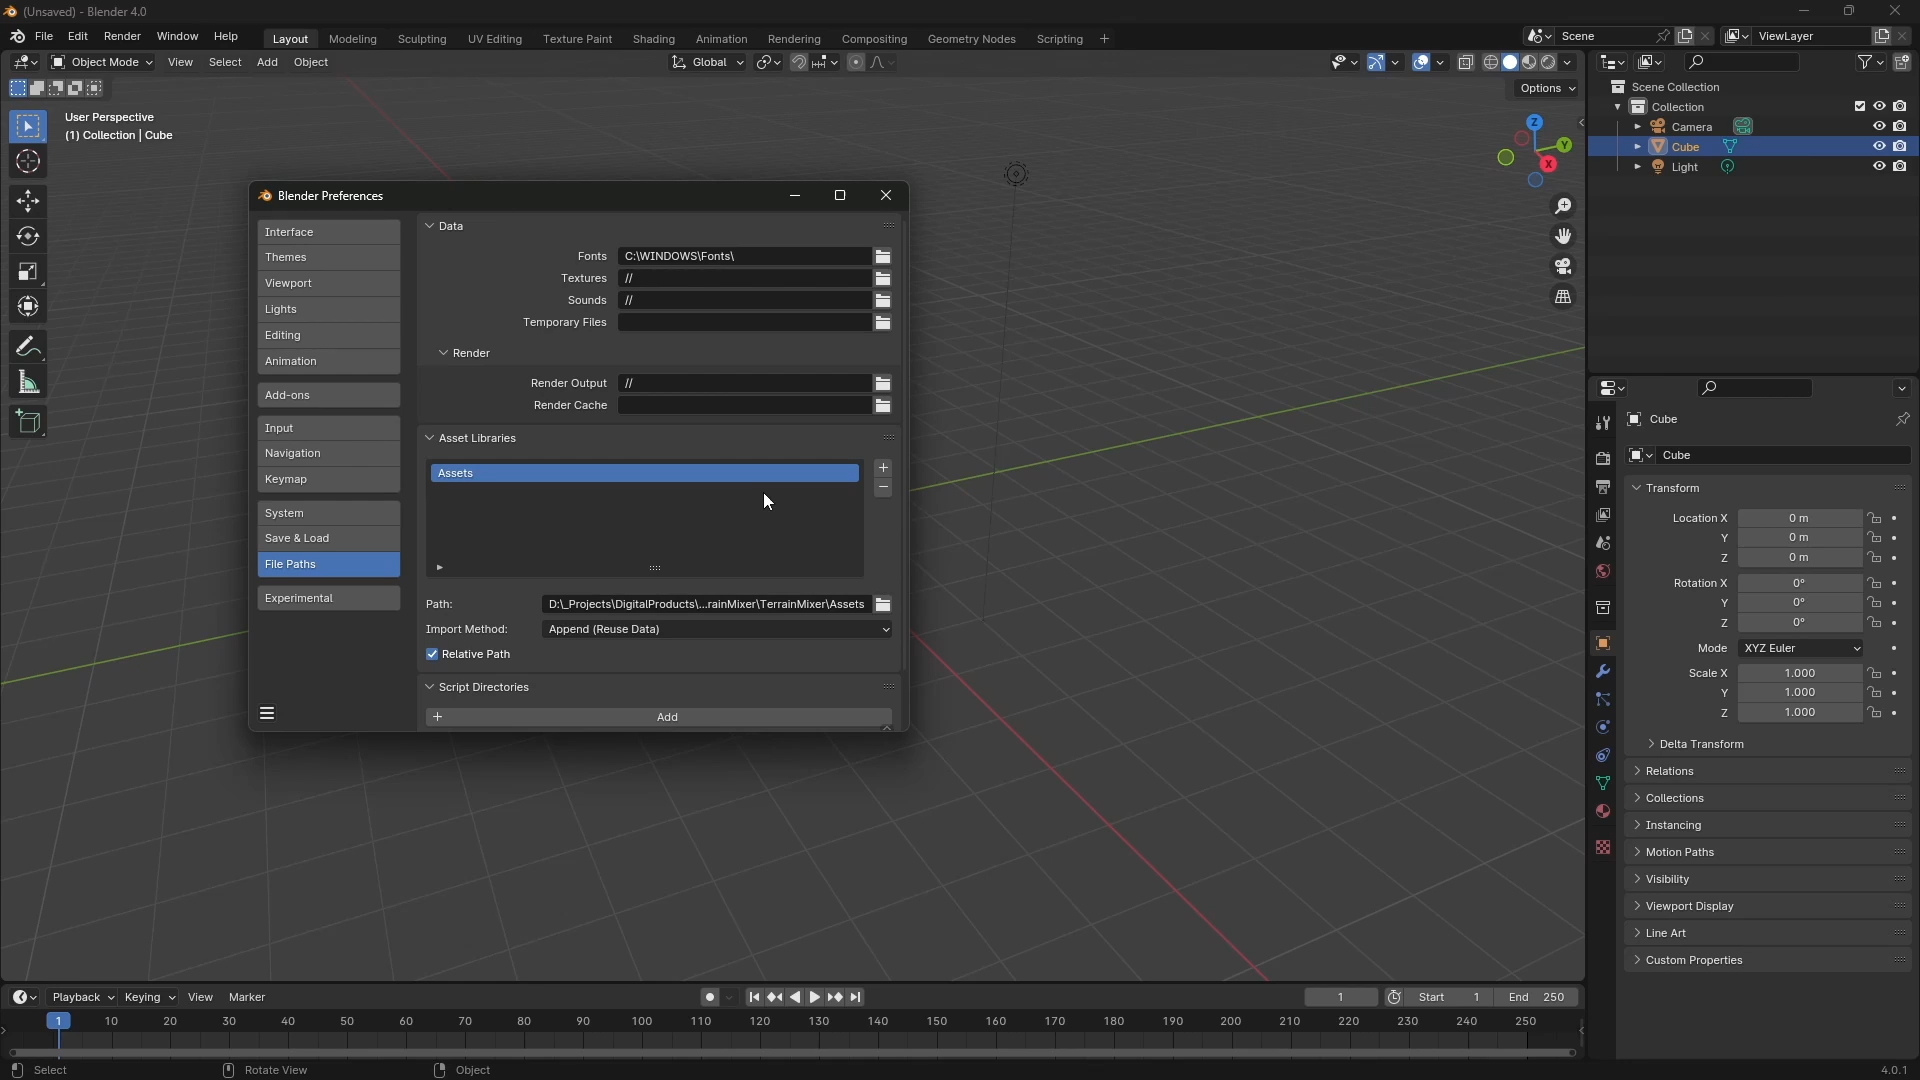 (Unsaved) - Blender 4.0
File Edit Render Window Help
Layout Modeling Sculpting UV Editing Texture Paint Shading Animation Rendering Compositing Geometry Nodes Scripting +
Scene
ViewLayer
Object Mode View Select Add Object
Global
Options
User Perspective
(1) Collection | Cube
Z
Y
X
Scene Collection
Collection
Camera
Cube
Light
Blender Preferences
Interface
Themes
Viewport
Lights
Editing
Animation
Add-ons
Input
Navigation
Keymap
System
Save & Load
File Paths
Experimental
Data
Fonts C:\WINDOWS\Fonts\
Textures //
Sounds //
Temporary Files
Render
Render Output //
Render Cache
Asset Libraries
Assets
Path: D:\_Projects\DigitalProducts\...rainMixer\TerrainMixer\Assets
Import Method: Append (Reuse Data)
Relative Path
Script Directories
+ Add
Cube
Cube
Transform
Location X 0 m
Y 0 m
Z 0 m
Rotation X 0°
Y 0°
Z 0°
Mode XYZ Euler
Scale X 1.000
Y 1.000
Z 1.000
Delta Transform
Relations
Collections
Instancing
Motion Paths
Visibility
Viewport Display
Line Art
Custom Properties
Playback Keying View Marker
1 Start 1 End 250
1 10 20 30 40 50 60 70 80 90 100 110 120 130 140 150 160 170 180 190 200 210 220 230 240 250
Select Rotate View Object
4.0.1